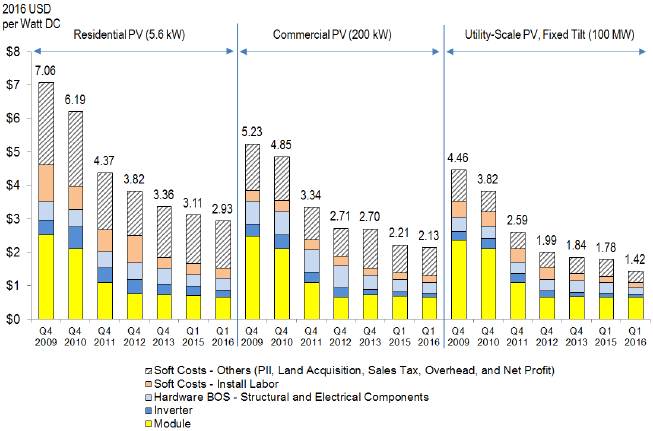 2016 USD
per Watt DC
Residential PV (5.6 kW)
Commercial PV (200 kW)
Utility-Scale PV, Fixed Tilt (100 MW)
$8
$7
$6
$5
$4
$3
$2
$1
$0
7.06
6.19
4.37
3.82
3.36
3.11
2.93
5.23
4.85
3.34
2.71
2.70
2.21
2.13
4.46
3.82
2.59
1.99
1.84
1.78
1.42
Q4 Q4 Q4 Q4 Q4 Q1 Q1 Q4 Q4 Q4 Q4 Q4 Q1 Q1 Q4 Q4 Q4 Q4 Q4 Q1 Q1
2009 2010 2011 2012 2013 2015 2016 2009 2010 2011 2012 2013 2015 2016 2009 2010 2011 2012 2013 2015 2016
Soft Costs - Others (PII, Land Acquisition, Sales Tax, Overhead, and Net Profit)
Soft Costs - Install Labor
Hardware BOS - Structural and Electrical Components
Inverter
Module